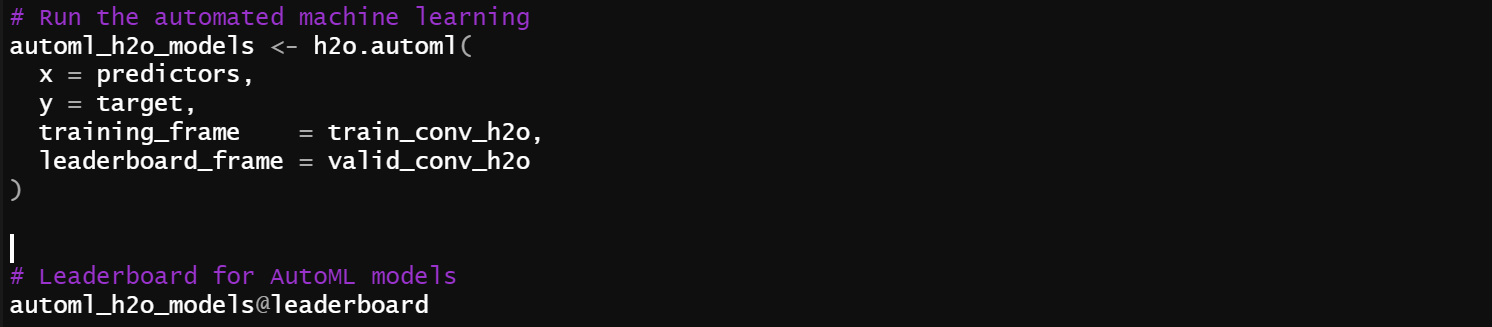 # Run the automated machine learning
automl_h2o_models <- h2o.automl(
  x = predictors,
  y = target,
  training_frame    = train_conv_h2o,
  leaderboard_frame = valid_conv_h2o
)
# Leaderboard for AutoML models
automl_h2o_models@leaderboard